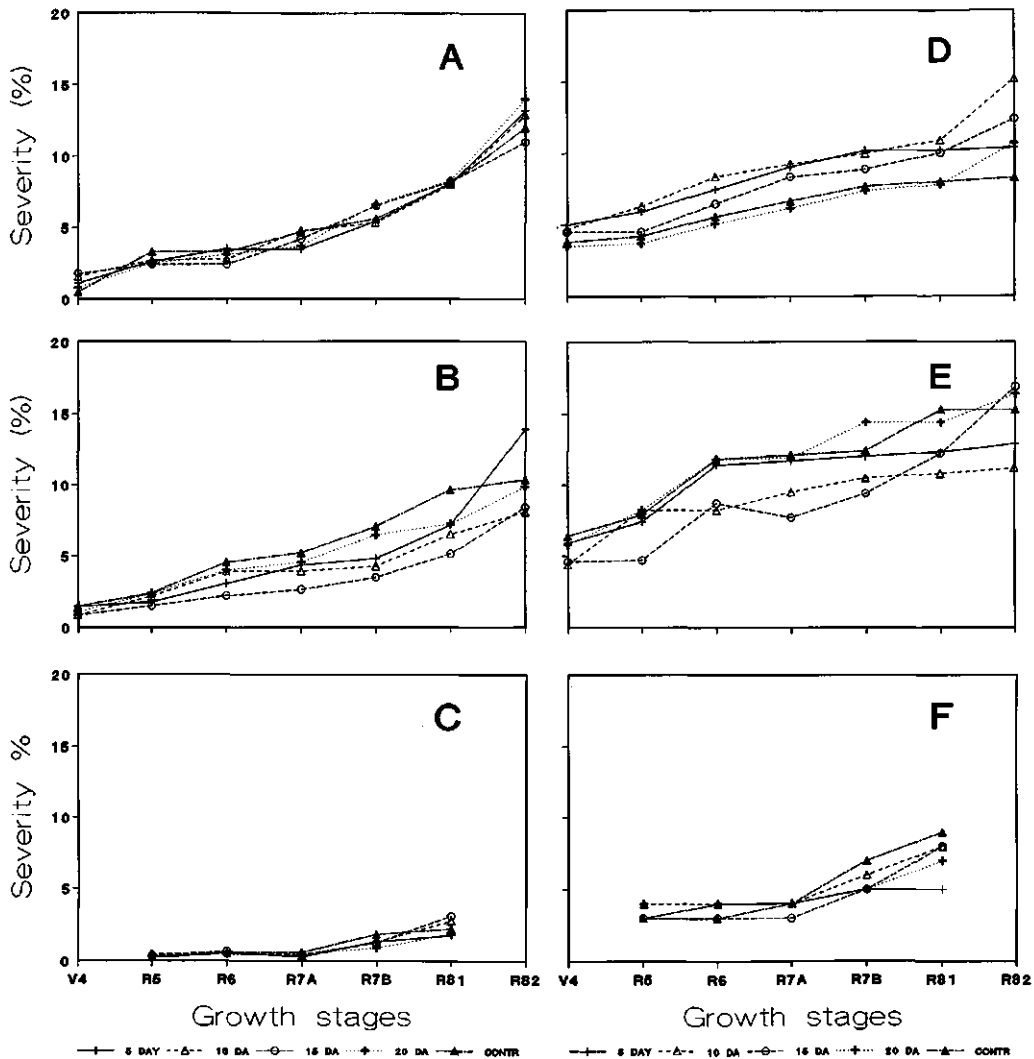 20
15
10
5
0
Severity (%)
A
D
20
15
10
5
0
Severity (%)
B
E
20
15
10
5
0
Severity %
C
F
V4 R5 R6 R7A R7B R81 R82
V4 R5 R6 R7A R7B R81 R82
Growth stages
Growth stages
5 DAY 10 DA 15 DA 20 DA CONTR
5 DAY 10 DA 15 DA 20 DA CONTR